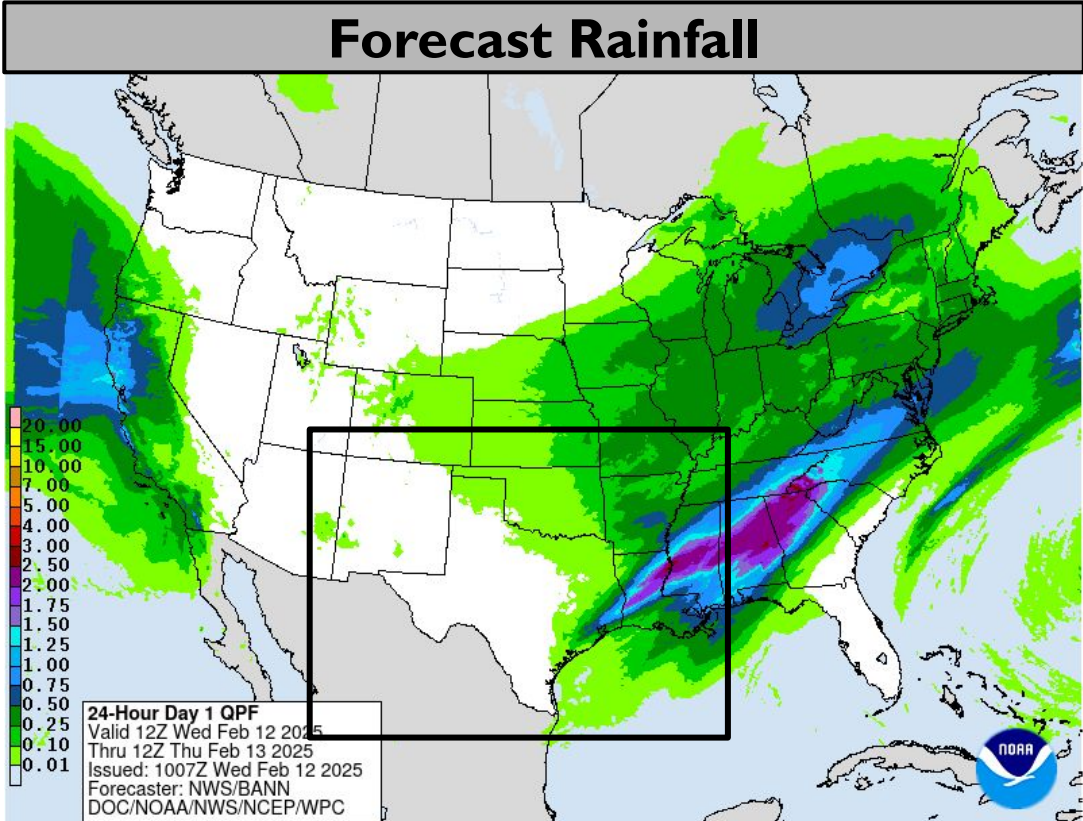 Forecast Rainfall
20.00
15.00
10.00
7.00
5.00
4.00
3.00
2.50
2.00
1.75
1.50
1.25
1.00
0.75
0.50
0.25
0.10
0.01
24-Hour Day 1 QPF
Valid 12Z Wed Feb 12 2025
Thru 12Z Thu Feb 13 2025
Issued: 1007Z Wed Feb 12 2025
Forecaster: NWS/BANN
DOC/NOAA/NWS/NCEP/WPC
NOAA